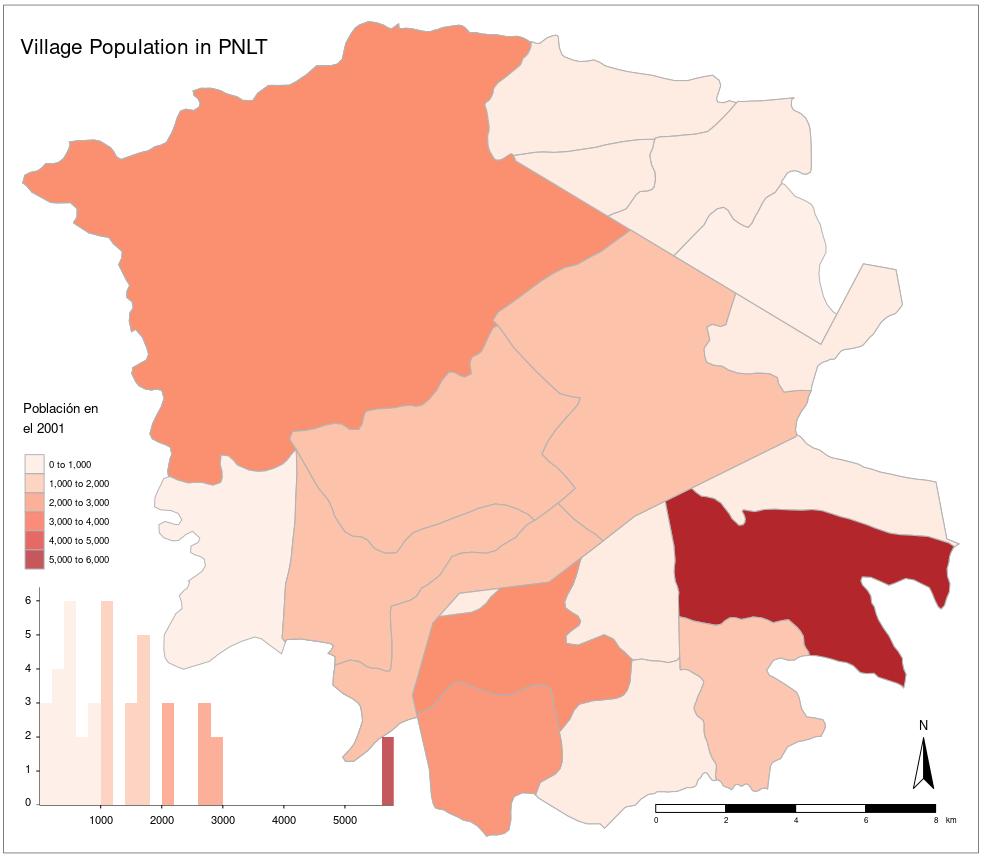 Village Population in PNLT
Población en
el 2001
0 to 1,000
1,000 to 2,000
2,000 to 3,000
3,000 to 4,000
4,000 to 5,000
5,000 to 6,000
6
5
4
3
2
1
0
1000 2000 3000 4000 5000
N
0 2 4 6 8 km